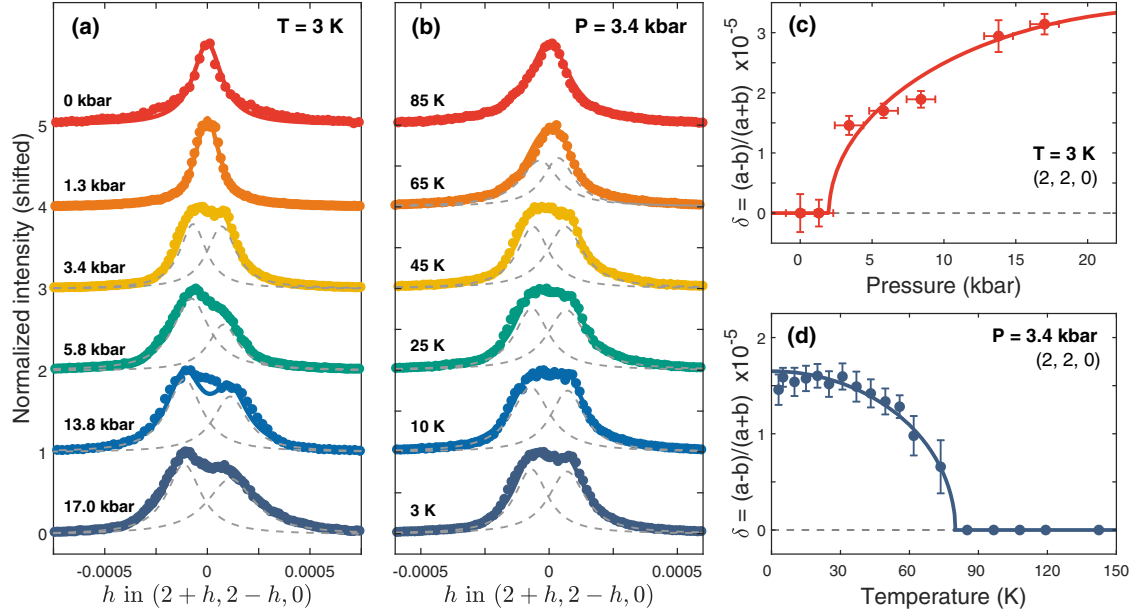 (a)
T = 3 K
0 kbar
1.3 kbar
3.4 kbar
5.8 kbar
13.8 kbar
17.0 kbar
Normalized intensity (shifted)
5
4
3
2
1
0
-0.0005
0
0.0005
h in (2 + h, 2 − h, 0)
(b)
P = 3.4 kbar
85 K
65 K
45 K
25 K
10 K
3 K
-0.0005
0
0.0005
h in (2 + h, 2 − h, 0)
(c)
T = 3 K
(2, 2, 0)
δ = (a-b)/(a+b) x10⁻⁵
3
2
1
0
0
5
10
15
20
Pressure (kbar)
(d)
P = 3.4 kbar
(2, 2, 0)
δ = (a-b)/(a+b) x10⁻⁵
2
1
0
0
30
60
90
120
150
Temperature (K)